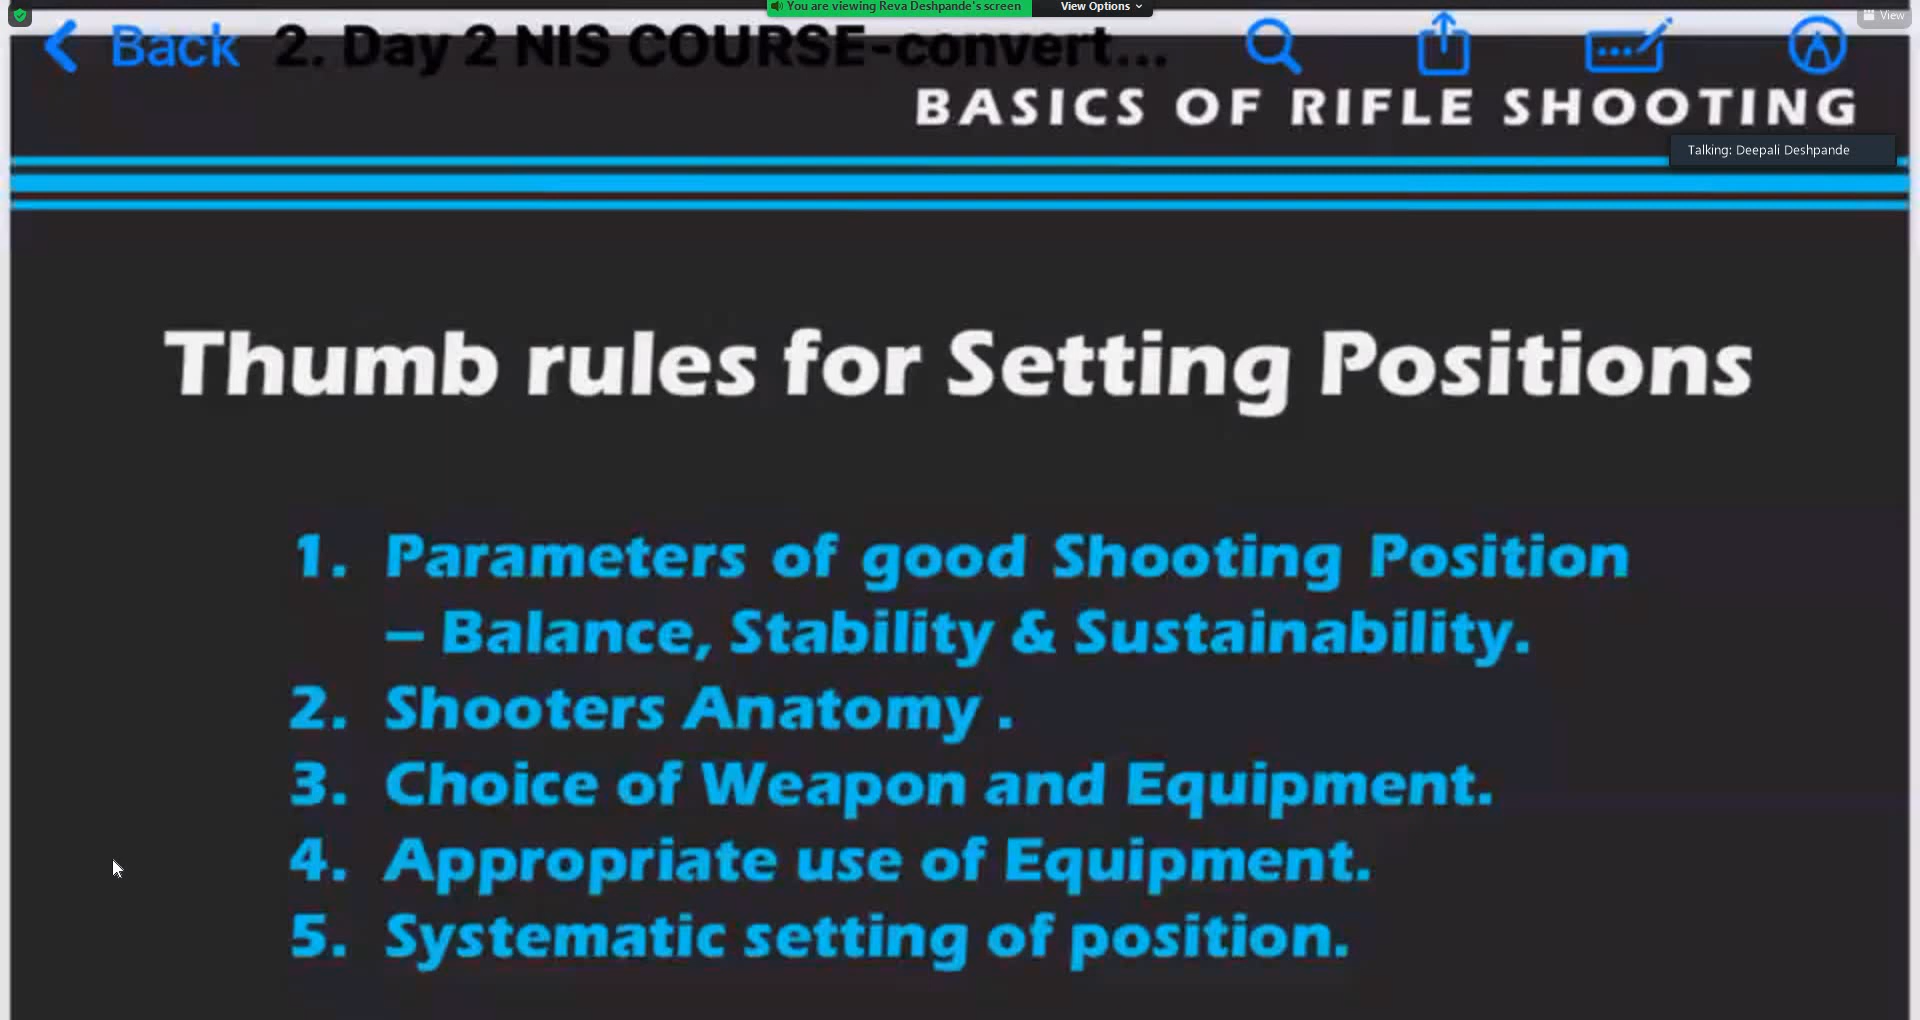 You are viewing Reva Deshpande's screen
View Options
View
Back
2. Day 2 NIS COURSE-convert...
BASICS OF RIFLE SHOOTING
Talking: Deepali Deshpande
Thumb rules for Setting Positions
1. Parameters of good Shooting Position
– Balance, Stability & Sustainability.
2. Shooters Anatomy .
3. Choice of Weapon and Equipment.
4. Appropriate use of Equipment.
5. Systematic setting of position.